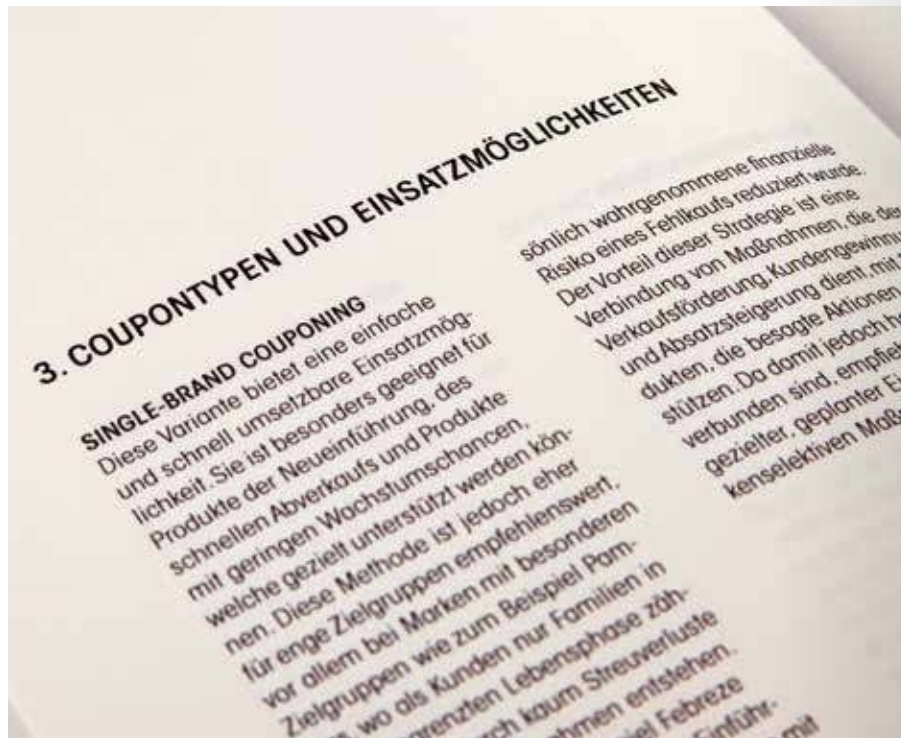 3. COUPONTYPEN UND EINSATZMÖGLICHKEITEN
SINGLE-BRAND COUPONING
Diese Variante bietet eine einfache
und schnell umsetzbare Einsatzmög-
lichkeit. Sie ist besonders geeignet für
Produkte der Neueinführung, des
schnellen Abverkaufs und Produkte
mit geringen Wachstumschancen,
welche gezielt unterstützt werden kön-
nen. Diese Methode ist jedoch eher
für enge Zielgruppen empfehlenswert,
vor allem bei Marken mit besonderen
Zielgruppen wie zum Beispiel Pam-
wo als Kunden nur Familien in
Lebensphase zäh-
kaum Streuverluste
entstehen.
Febreze
Einführ-
mit
sönlich wahrgenommene finanzielle
Risiko eines Fehlkaufs reduziert wurde.
Der Vorteil dieser Strategie ist eine
Verbindung von Maßnahmen, die
Verkaufsförderung,
und Absatzsteigerung dient, mit
dukten, die besagte Aktionen
stützen. Da damit jedoch
verbunden sind,
gezielter, geplanter
kenselektiven